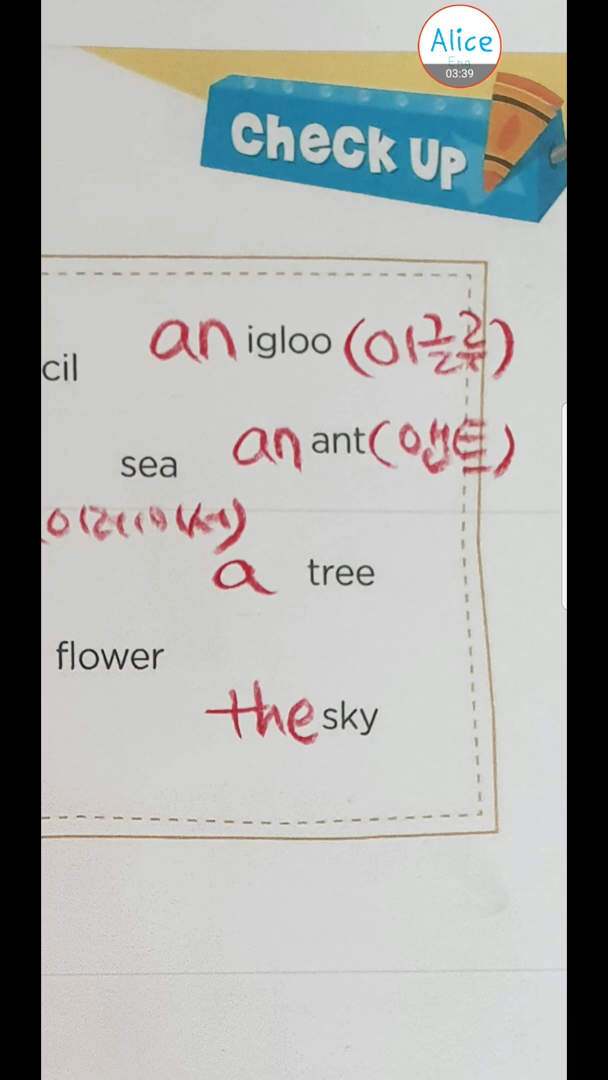 Alice
03:39
Check Up
an igloo (이글루)
cil
an ant (앤트)
sea
a tree
flower
the sky